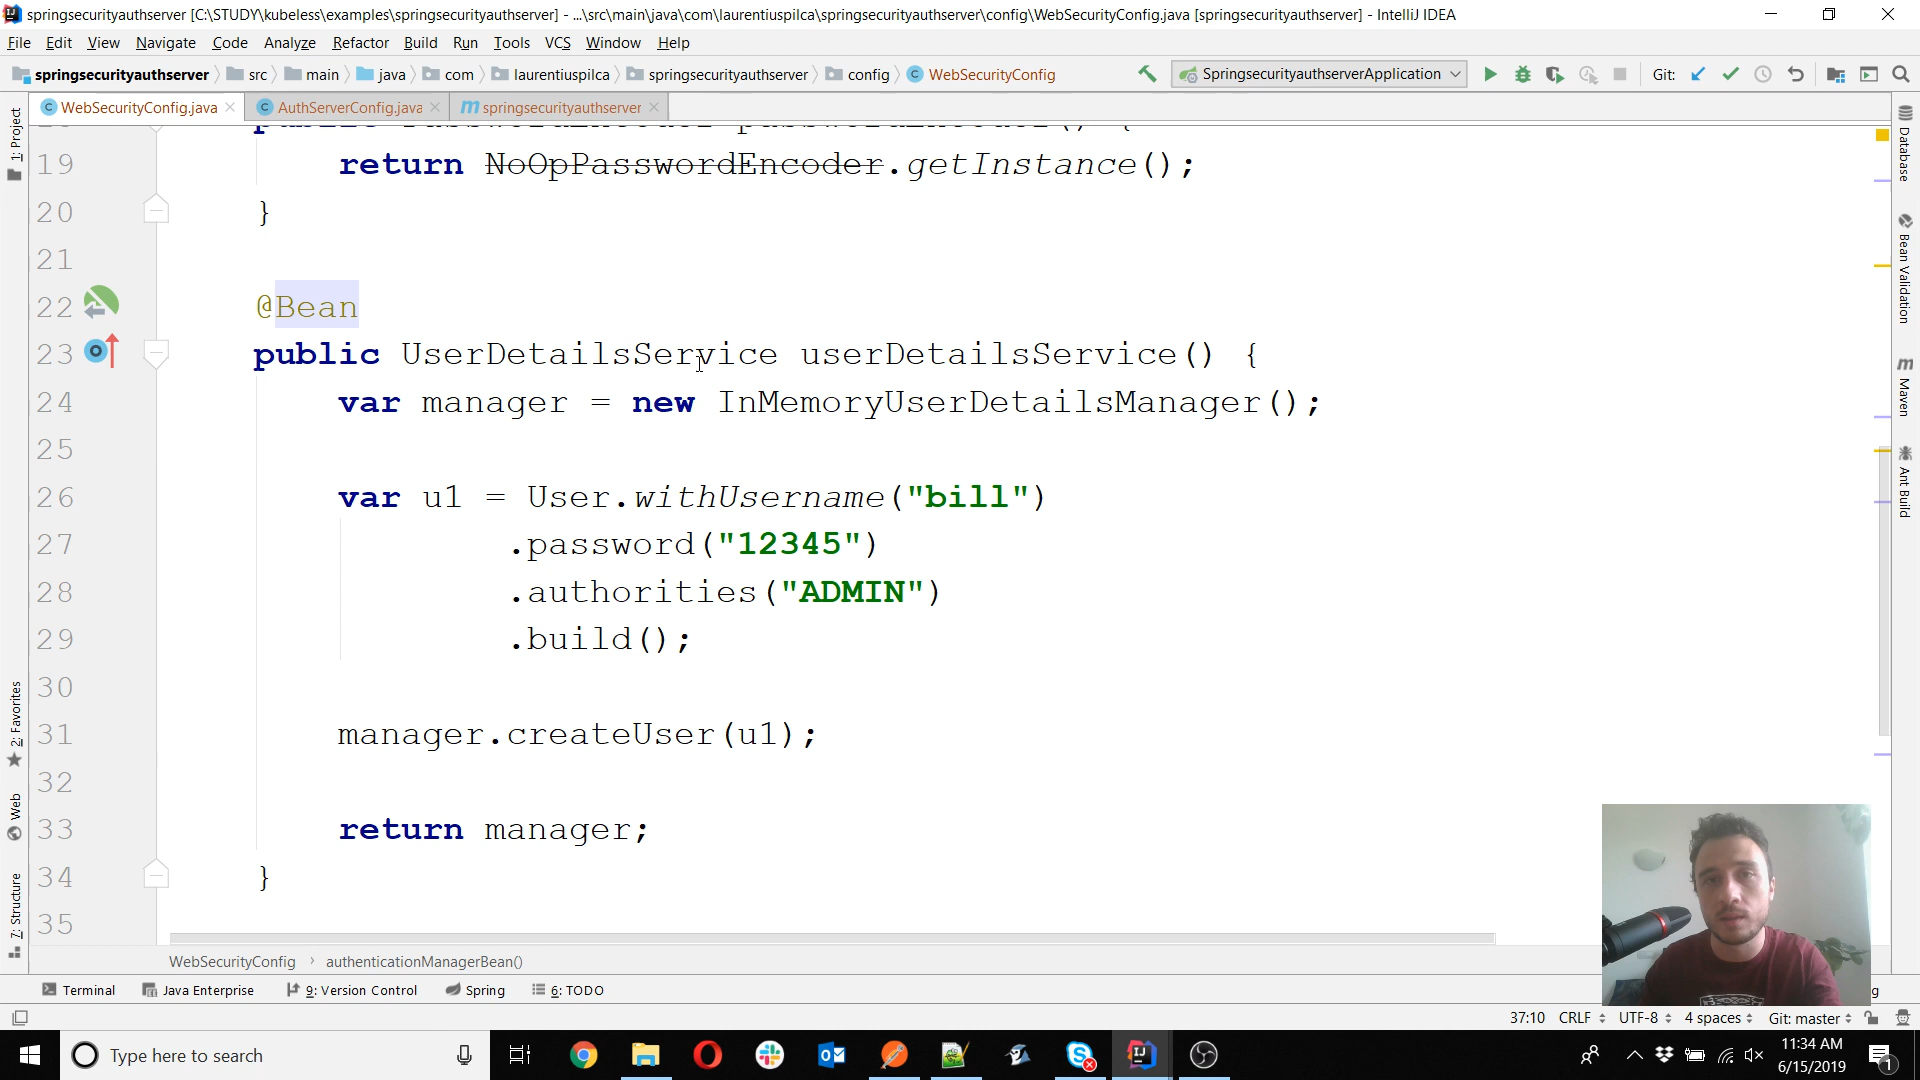 springsecurityauthserver [C:\STUDY\kubeless\examples\springsecurityauthserver] - ...\src\main\java\com\laurentiuspilca\springsecurityauthserver\config\WebSecurityConfig.java [springsecurityauthserver] - IntelliJ IDEA
File Edit View Navigate Code Analyze Refactor Build Run Tools VCS Window Help
springsecurityauthserver src main java com laurentiuspilca springsecurityauthserver config WebSecurityConfig SpringsecurityauthserverApplication Git:
WebSecurityConfig.java AuthServerConfig.java springsecurityauthserver
1: Project
2: Favorites
Web
7: Structure
19 return NoOpPasswordEncoder.getInstance();
20 }
21
22 @Bean
23 public UserDetailsService userDetailsService() {
24 var manager = new InMemoryUserDetailsManager();
25
26 var u1 = User.withUsername("bill")
27 .password("12345")
28 .authorities("ADMIN")
29 .build();
30
31 manager.createUser(u1);
32
33 return manager;
34 }
35
Database
Bean Validation
Maven
Ant Build
WebSecurityConfig › authenticationManagerBean()
Terminal Java Enterprise 9: Version Control Spring 6: TODO
37:10 CRLF UTF-8 4 spaces Git: master
Type here to search
11:34 AM
6/15/2019
1